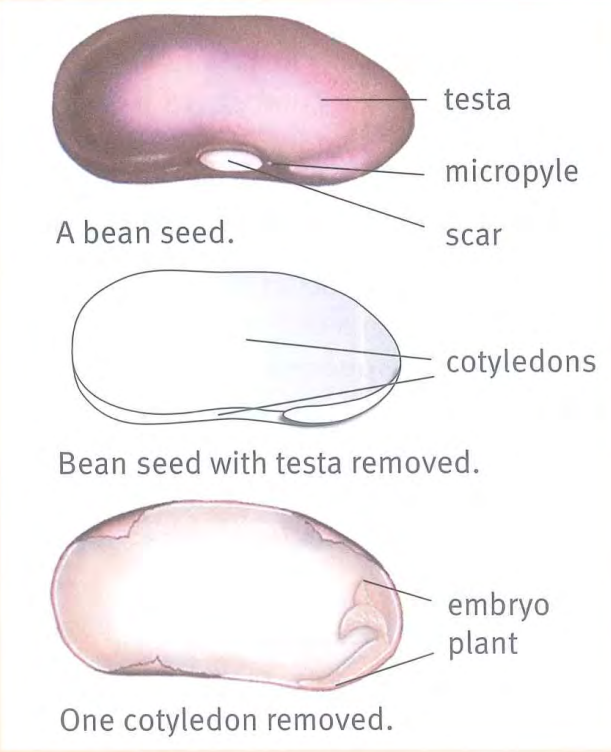 testa
micropyle
scar
A bean seed.
cotyledons
Bean seed with testa removed.
embryo
plant
One cotyledon removed.